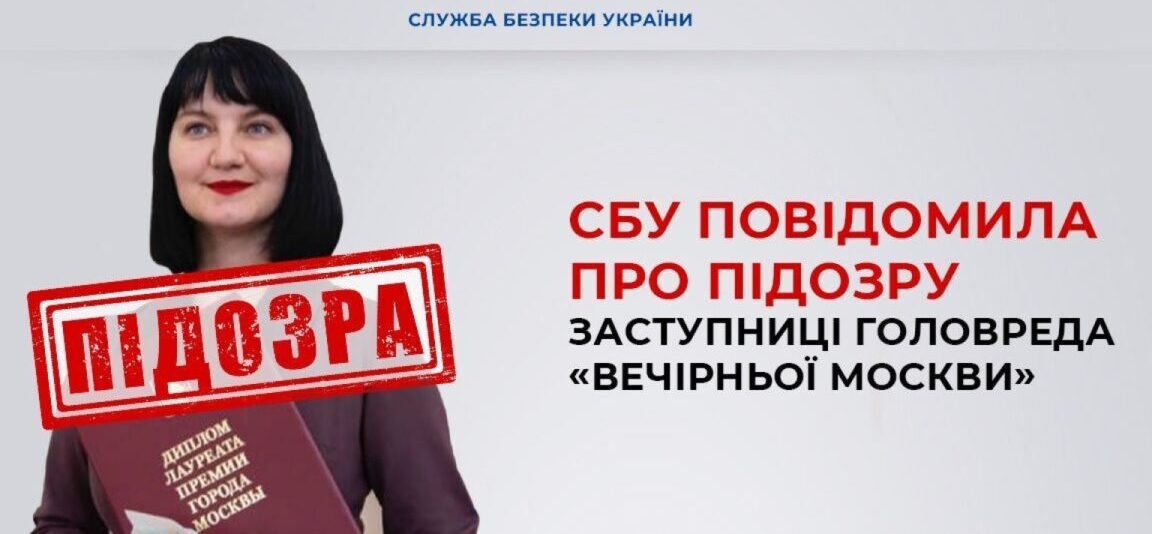 СЛУЖБА БЕЗПЕКИ УКРАЇНИ
СБУ ПОВІДОМИЛА
ПРО ПІДОЗРУ
ЗАСТУПНИЦІ ГОЛОВРЕДА
«ВЕЧІРНЬОЇ МОСКВИ»
ПІДОЗРА
ДИПЛОМ
ЛАУРЕАТА
ПРЕМИИ
ГОРОДА
МОСКВЫ